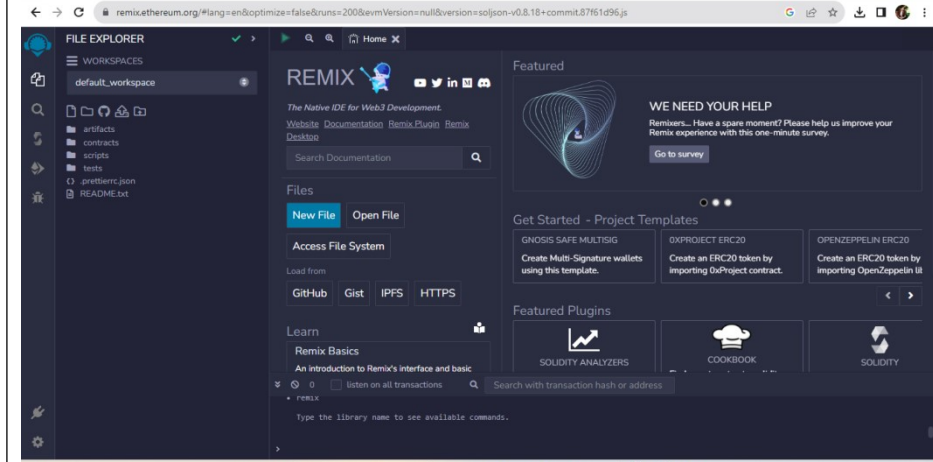 remix.ethereum.org/#lang=en&optimize=false&runs=200&evmVersion=null&version=soljson-v0.8.18+commit.87f61d96.js
FILE EXPLORER
WORKSPACES
default_workspace
artifacts
contracts
scripts
tests
.prettierrc.json
README.txt
Home
REMIX
The Native IDE for Web3 Development.
Website Documentation Remix Plugin Remix
Desktop
Search Documentation
Files
New File Open File
Access File System
Load from
GitHub Gist IPFS HTTPS
Learn
Remix Basics
An introduction to Remix's interface and basic
Featured
WE NEED YOUR HELP
Remixers... Have a spare moment? Please help us improve your
Remix experience with this one-minute
survey.
Go to survey
Get Started - Project Templates
GNOSIS SAFE MULTISIG
Create Multi-Signature wallets
using this template.
0XPROJECT ERC20
Create an ERC20 token by
importing 0xProject contract.
OPENZEPPELIN ERC20
Create an ERC20 token by
importing OpenZeppelin lib
Featured Plugins
SOLIDITY ANALYZERS
COOKBOOK
SOLIDITY
0 listen on all transactions Search with transaction hash or address
• remix
Type the library name to see available commands.
>